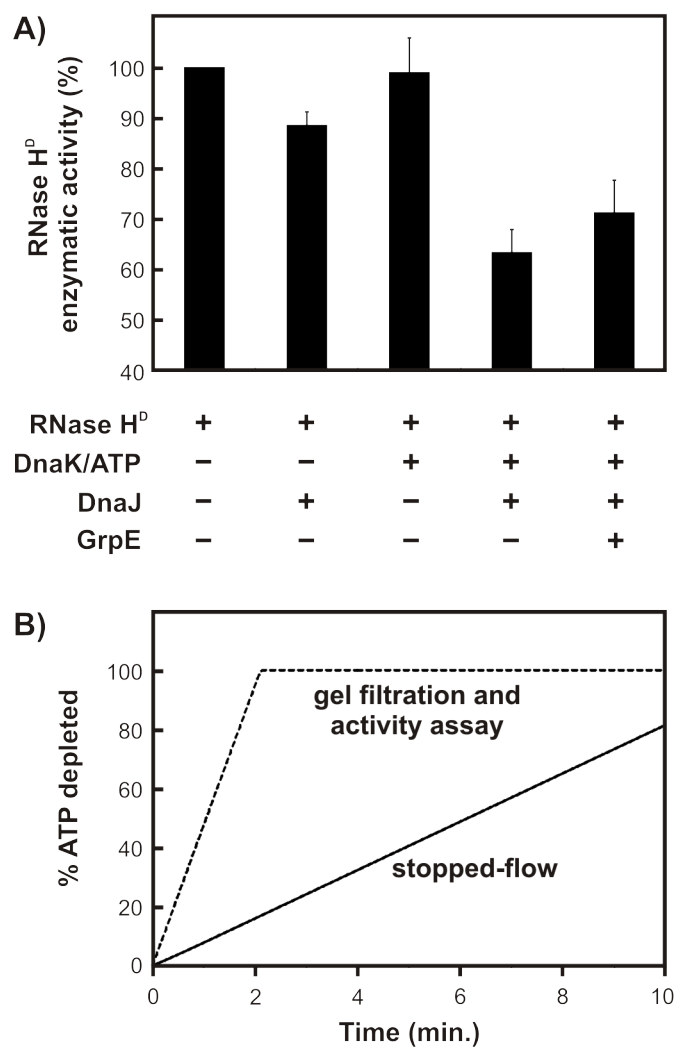 A)
RNase Hᴰ
enzymatic activity (%)
100
90
80
70
60
50
40
RNase Hᴰ + + + + +
DnaK/ATP − − + + +
DnaJ − + − + +
GrpE − − − − +
B)
% ATP depleted
100
80
60
40
20
0
gel filtration and
activity assay
stopped-flow
0 2 4 6 8 10
Time (min.)